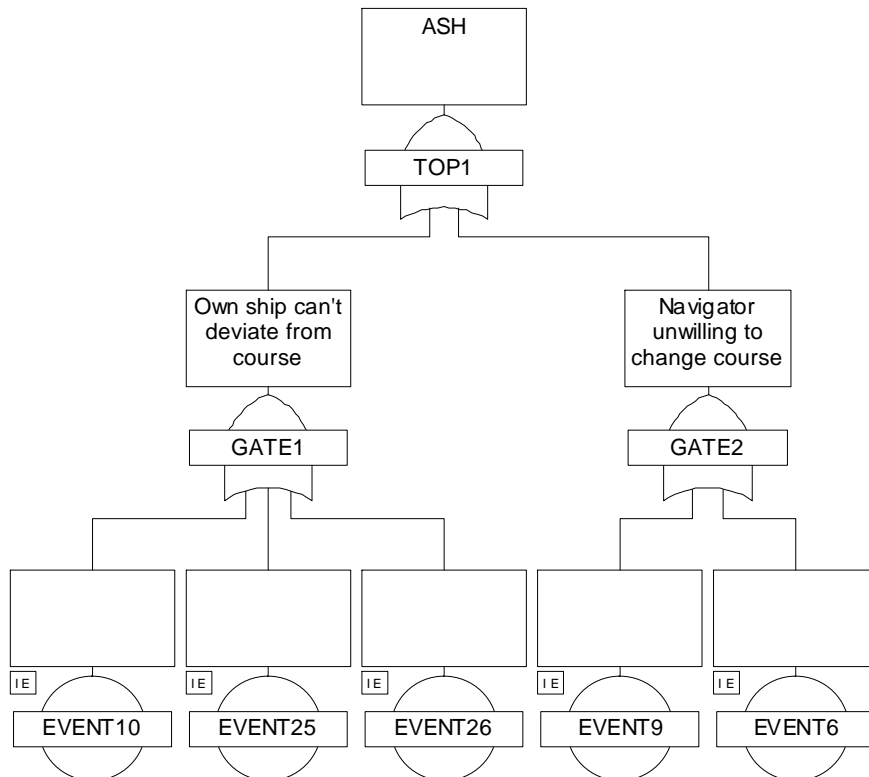 ASH
TOP1
Own ship can't
deviate from
course
Navigator
unwilling to
change course
GATE1
GATE2
IE
IE
IE
IE
IE
EVENT10
EVENT25
EVENT26
EVENT9
EVENT6